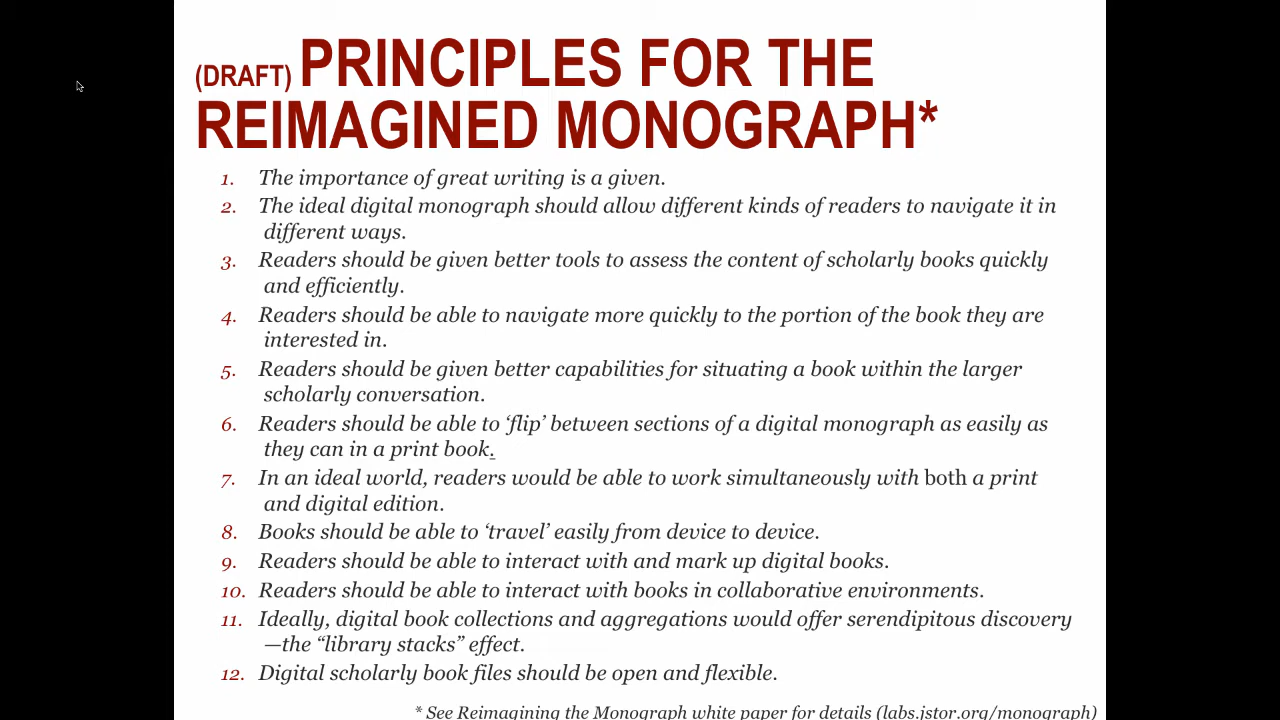 (DRAFT) PRINCIPLES FOR THE
REIMAGINED MONOGRAPH*
1. The importance of great writing is a given.
2. The ideal digital monograph should allow different kinds of readers to navigate it in
different ways.
3. Readers should be given better tools to assess the content of scholarly books quickly
and efficiently.
4. Readers should be able to navigate more quickly to the portion of the book they are
interested in.
5. Readers should be given better capabilities for situating a book within the larger
scholarly conversation.
6. Readers should be able to ‘flip’ between sections of a digital monograph as easily as
they can in a print book.
7. In an ideal world, readers would be able to work simultaneously with both a print
and digital edition.
8. Books should be able to ‘travel’ easily from device to device.
9. Readers should be able to interact with and mark up digital books.
10. Readers should be able to interact with books in collaborative environments.
11. Ideally, digital book collections and aggregations would offer serendipitous discovery
—the “library stacks” effect.
12. Digital scholarly book files should be open and flexible.
* See Reimagining the Monograph white paper for details (labs.jstor.org/monograph)